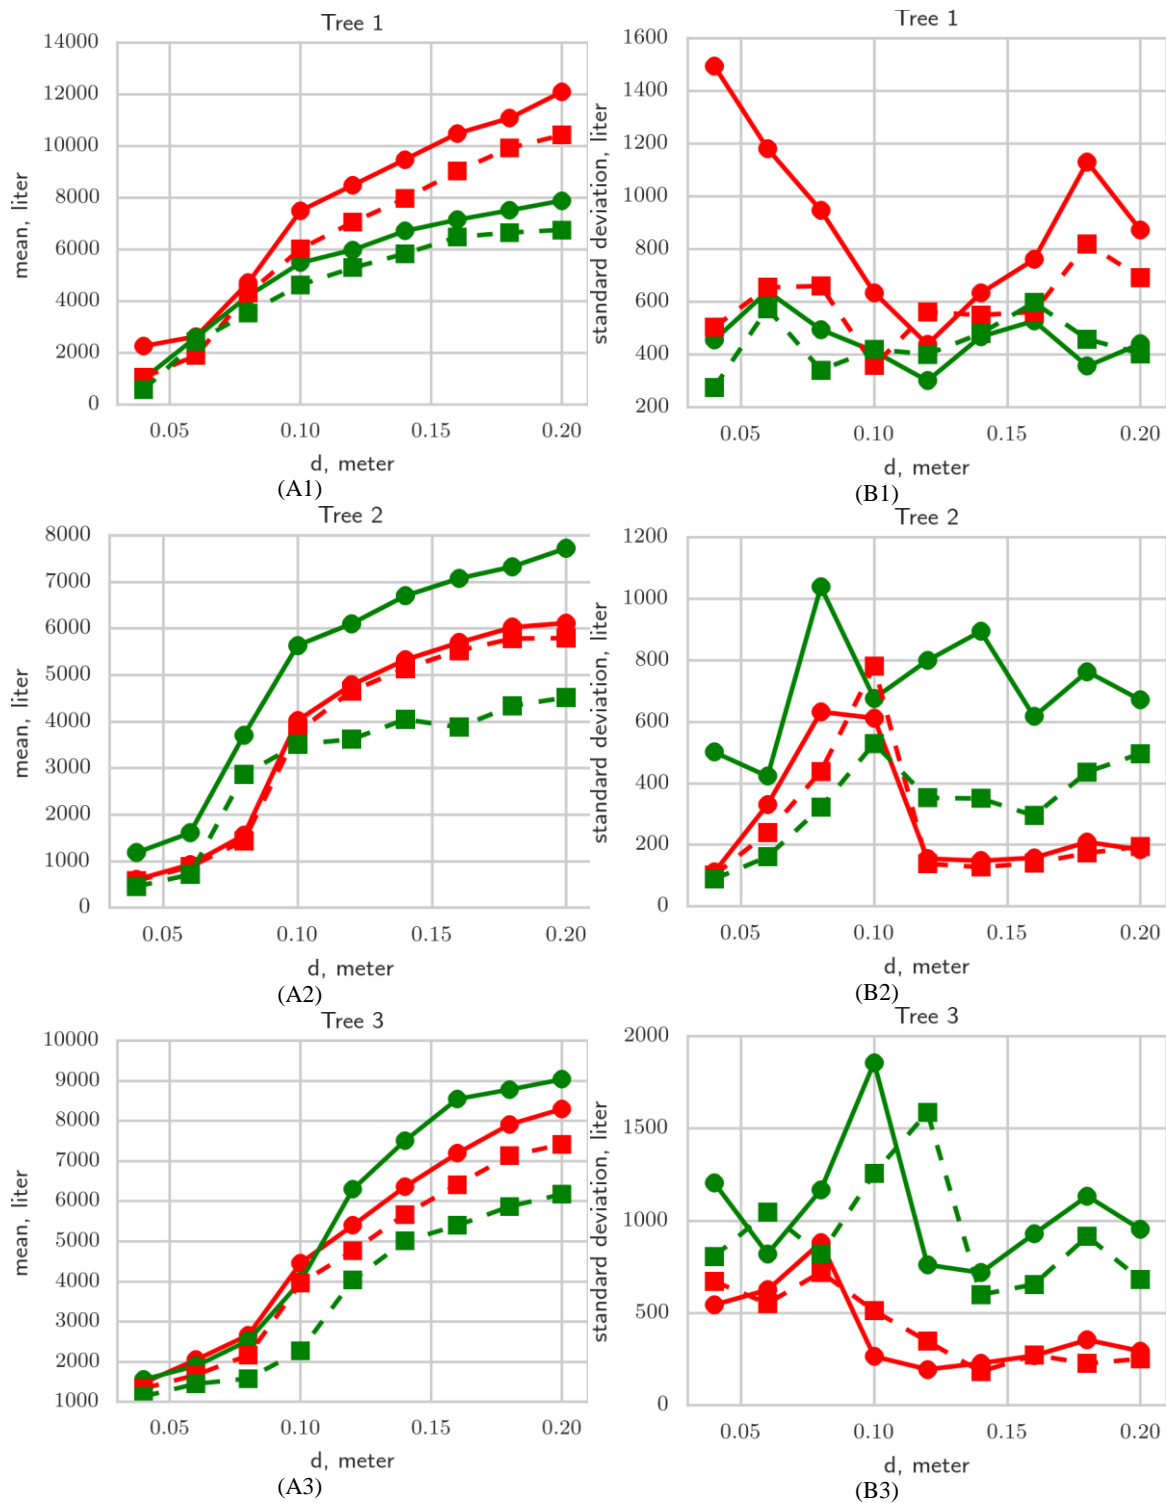 Tree 1
14000
12000
10000
8000
6000
4000
2000
0
mean, liter
0.05 0.10 0.15 0.20
d, meter
(A1)
Tree 1
1600
1400
1200
1000
800
600
400
200
standard deviation, liter
0.05 0.10 0.15 0.20
d, meter
(B1)
Tree 2
8000
7000
6000
5000
4000
3000
2000
1000
0
mean, liter
0.05 0.10 0.15 0.20
d, meter
(A2)
Tree 2
1200
1000
800
600
400
200
0
standard deviation, liter
0.05 0.10 0.15 0.20
d, meter
(B2)
Tree 3
10000
9000
8000
7000
6000
5000
4000
3000
2000
1000
mean, liter
0.05 0.10 0.15 0.20
d, meter
(A3)
Tree 3
2000
1500
1000
500
0
standard deviation, liter
0.05 0.10 0.15 0.20
d, meter
(B3)